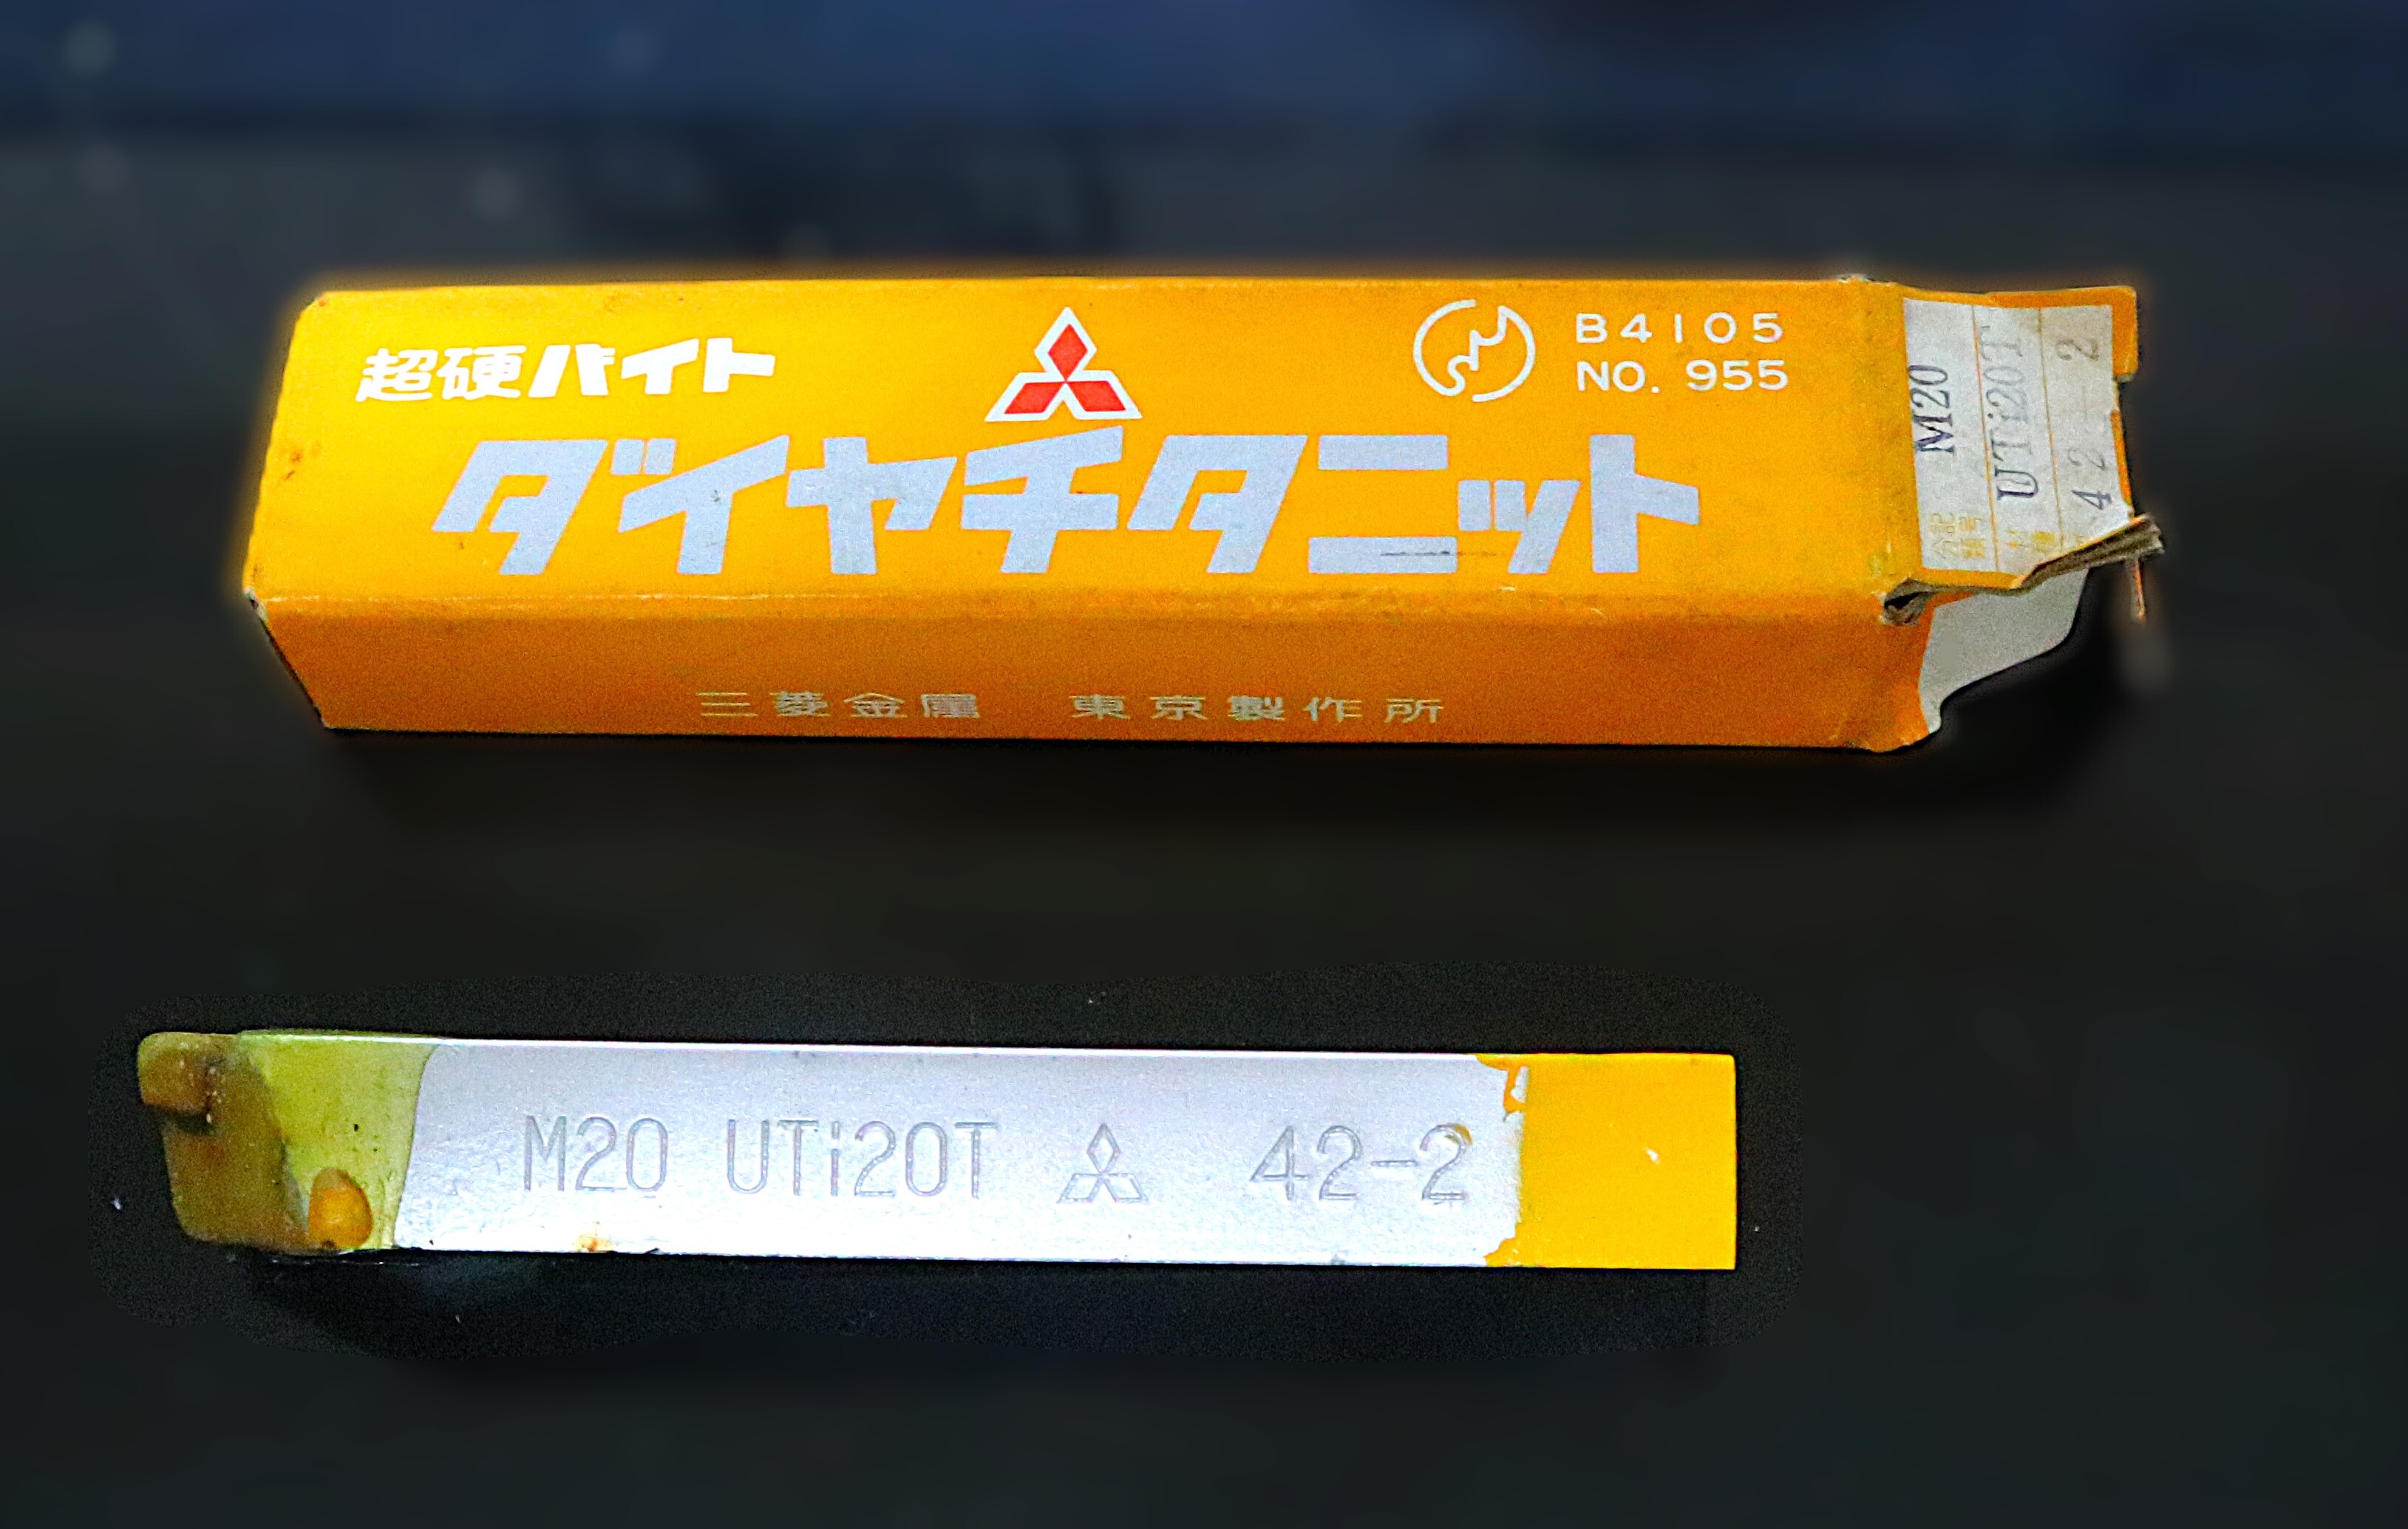 超硬バイト
B4105
NO. 955
ダイヤチタニット
三菱金属 東京製作所
M20
UTi20T
42-2
M20 UTi20T 42-2